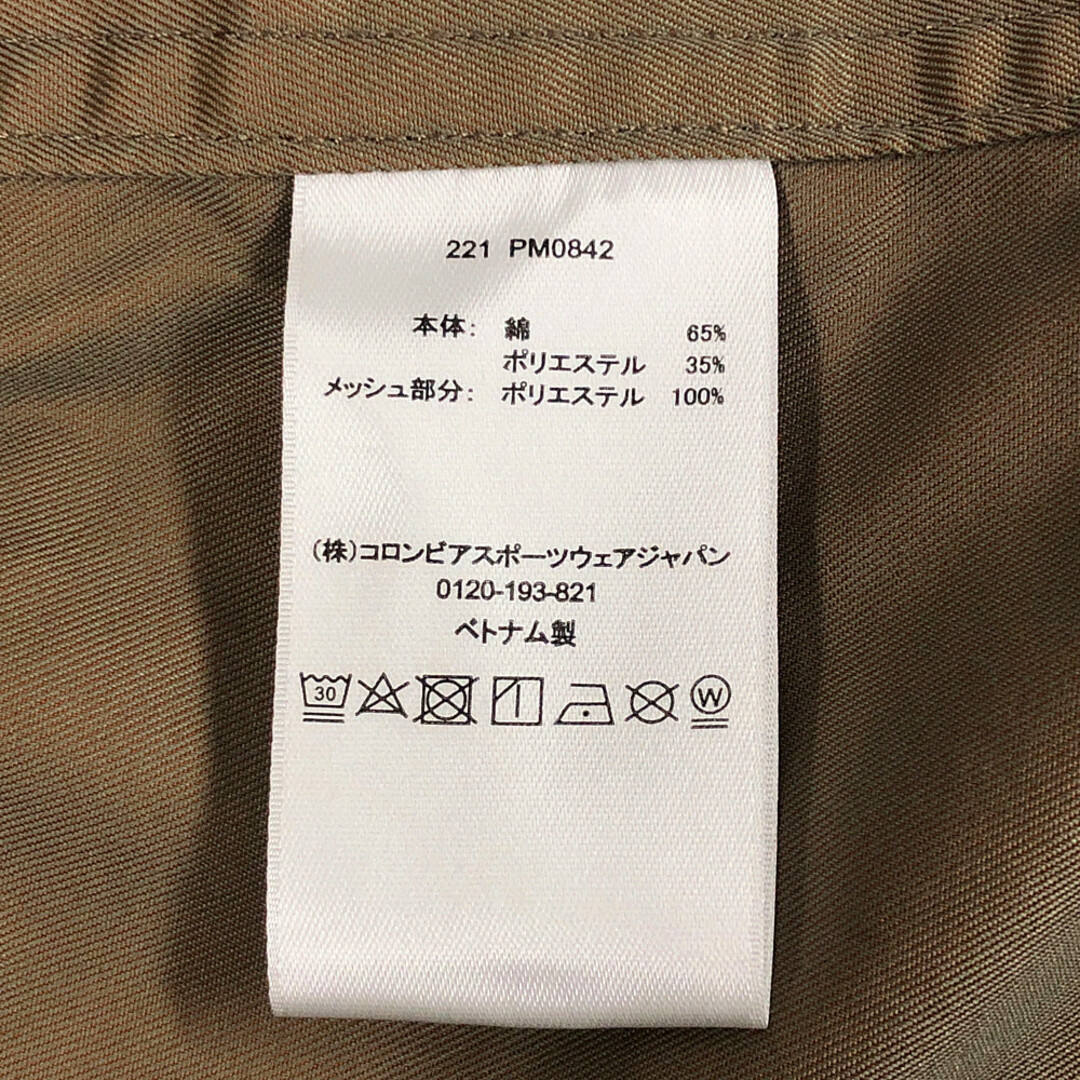 221 PM0842
本体: 綿 65%
ポリエステル 35%
メッシュ部分: ポリエステル 100%
(株)コロンビアスポーツウェアジャパン
0120-193-821
ベトナム製
30 W